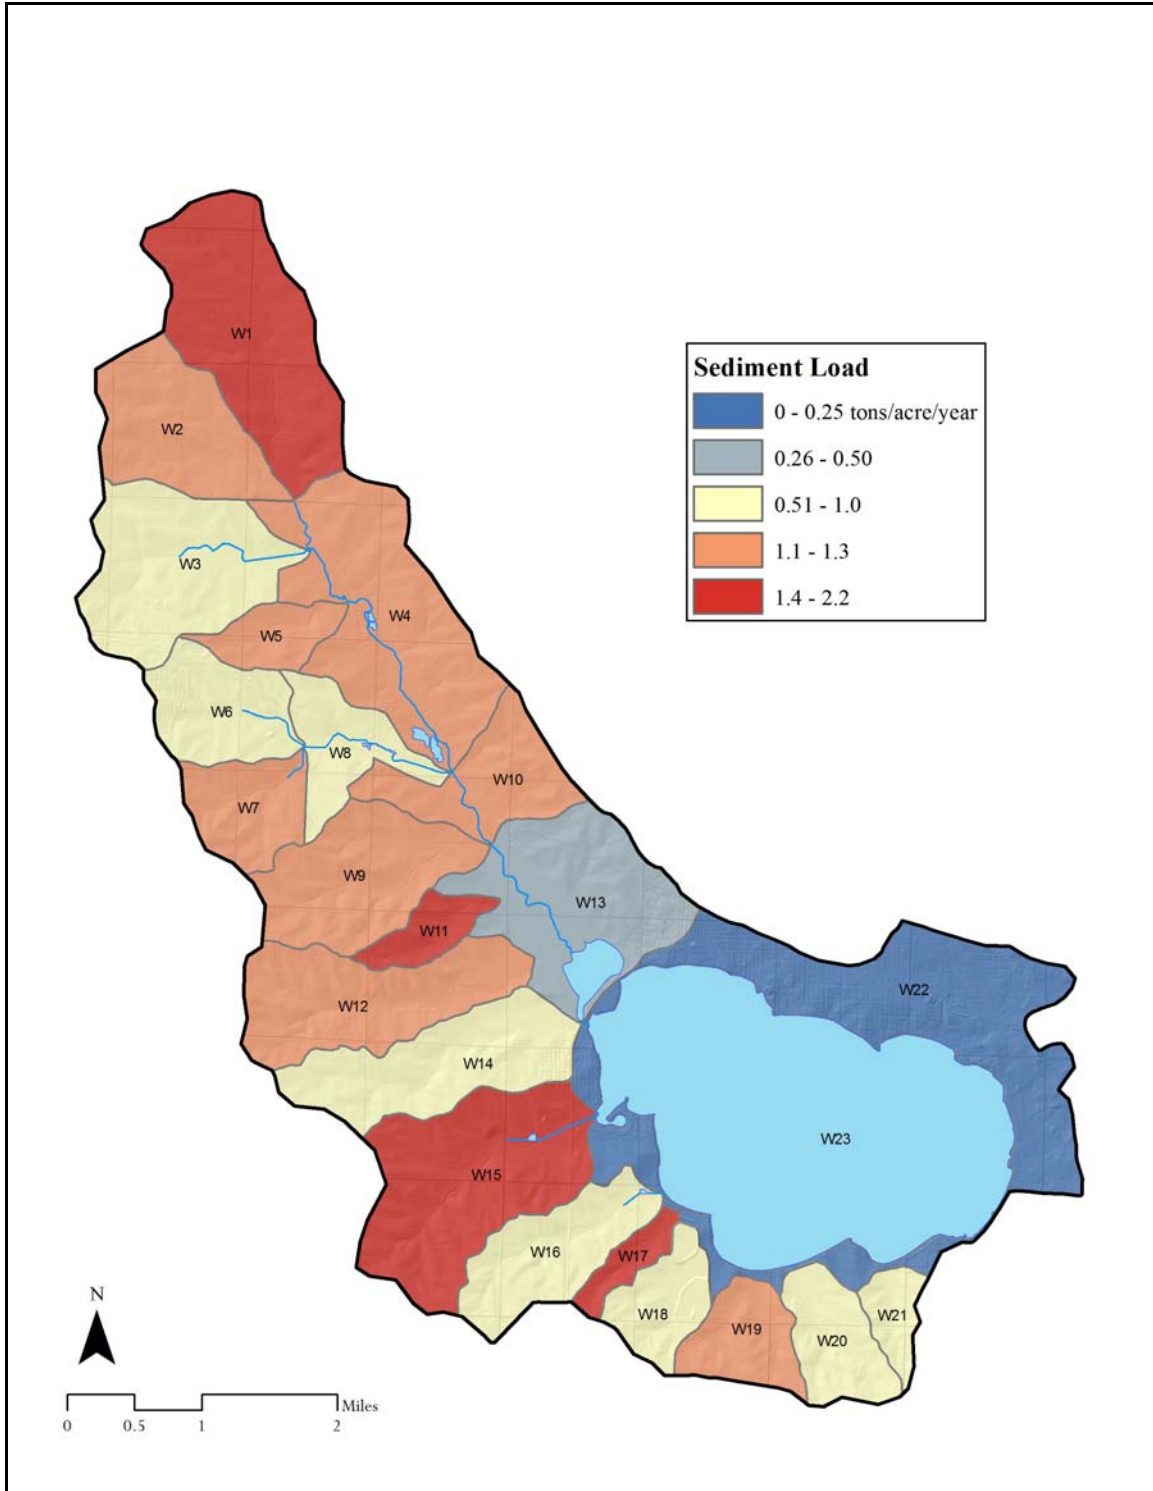 W1
Sediment Load
0 - 0.25 tons/acre/year
0.26 - 0.50
0.51 - 1.0
1.1 - 1.3
1.4 - 2.2
W2
W3
W4
W5
W6
W8
W10
W7
W9
W13
W11
W22
W12
W14
W23
W15
W16
W17
W18
W19
W20
W21
N
Miles
0 0.5 1 2